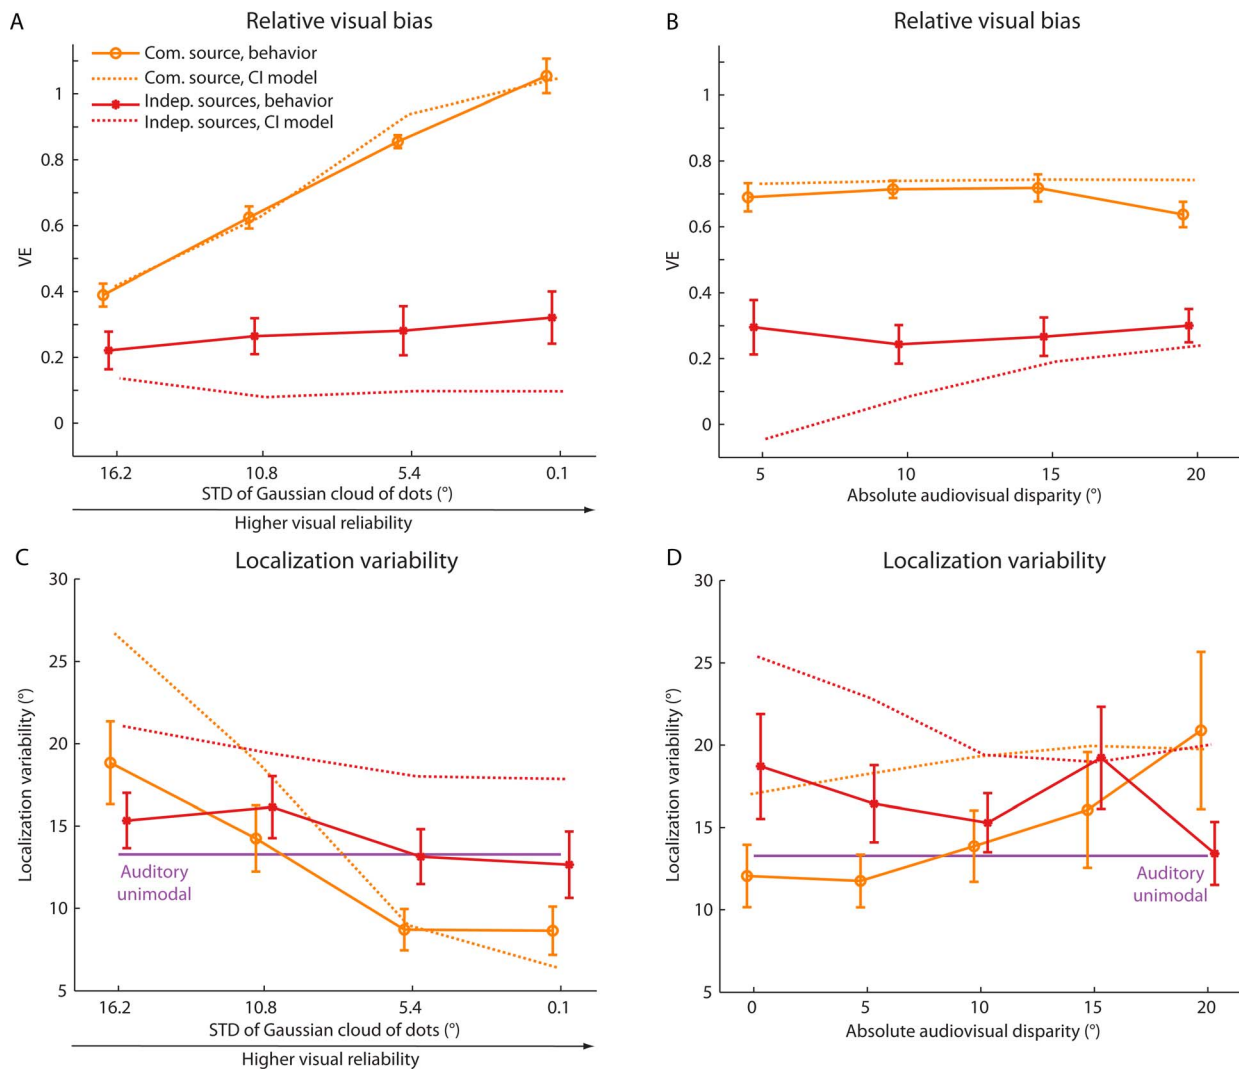 A
Relative visual bias
Com. source, behavior
Com. source, CI model
Indep. sources, behavior
Indep. sources, CI model
1
0.8
0.6
0.4
0.2
0
VE
16.2 10.8 5.4 0.1
STD of Gaussian cloud of dots (°)
Higher visual reliability
B
Relative visual bias
1
0.8
0.6
0.4
0.2
0
VE
5 10 15 20
Absolute audiovisual disparity (°)
C
Localization variability
30
25
20
15
10
5
Localization variability (°)
Auditory
unimodal
16.2 10.8 5.4 0.1
STD of Gaussian cloud of dots (°)
Higher visual reliability
D
Localization variability
30
25
20
15
10
5
Localization variability (°)
Auditory
unimodal
0 5 10 15 20
Absolute audiovisual disparity (°)